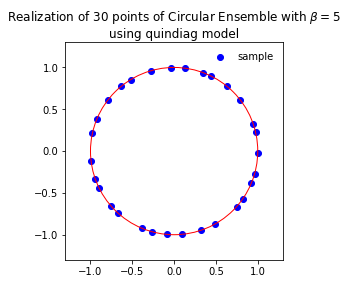 Realization of 30 points of Circular Ensemble with β = 5
using quindiag model
sample
1.0
0.5
0.0
−0.5
−1.0
−1.0 −0.5 0.0 0.5 1.0